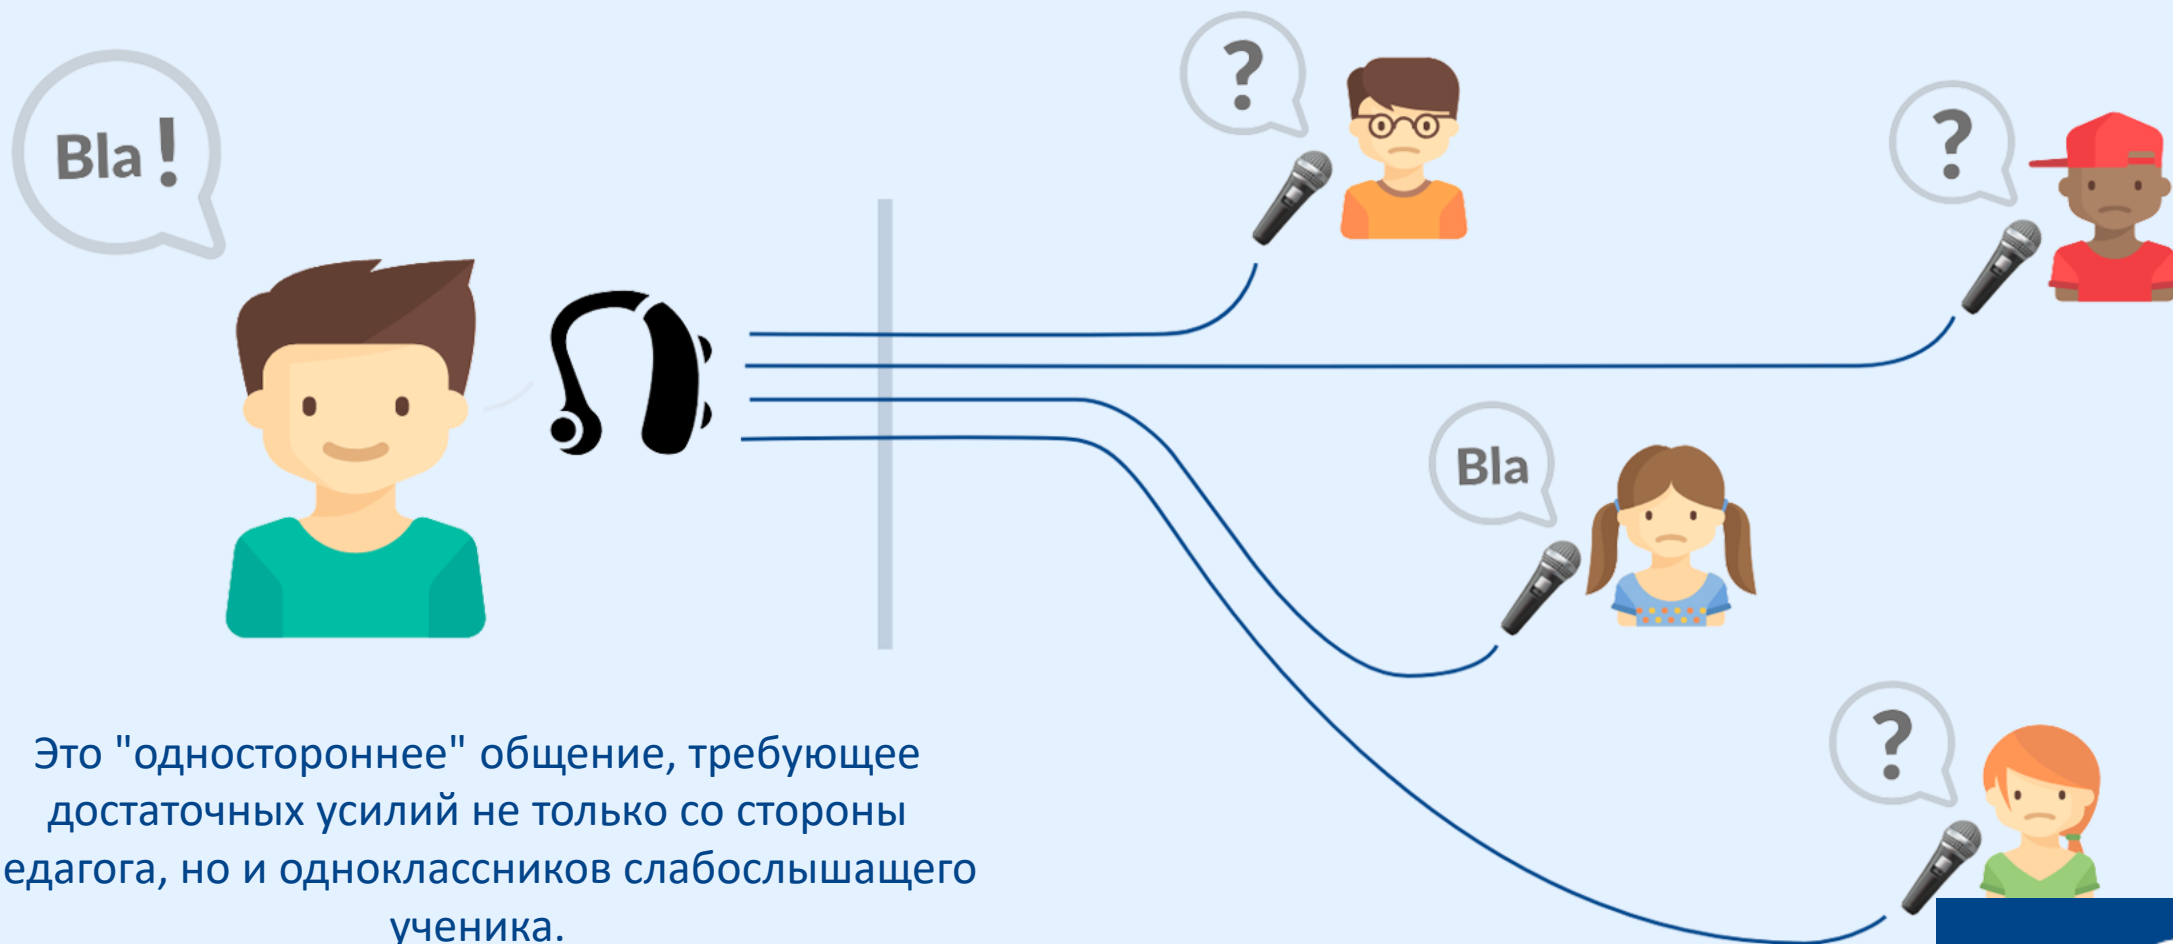 Bla!
?
?
Bla
?
Это "одностороннее" общение, требующее
достаточных усилий не только со стороны
едагога, но и одноклассников слабослышащего
ученика.